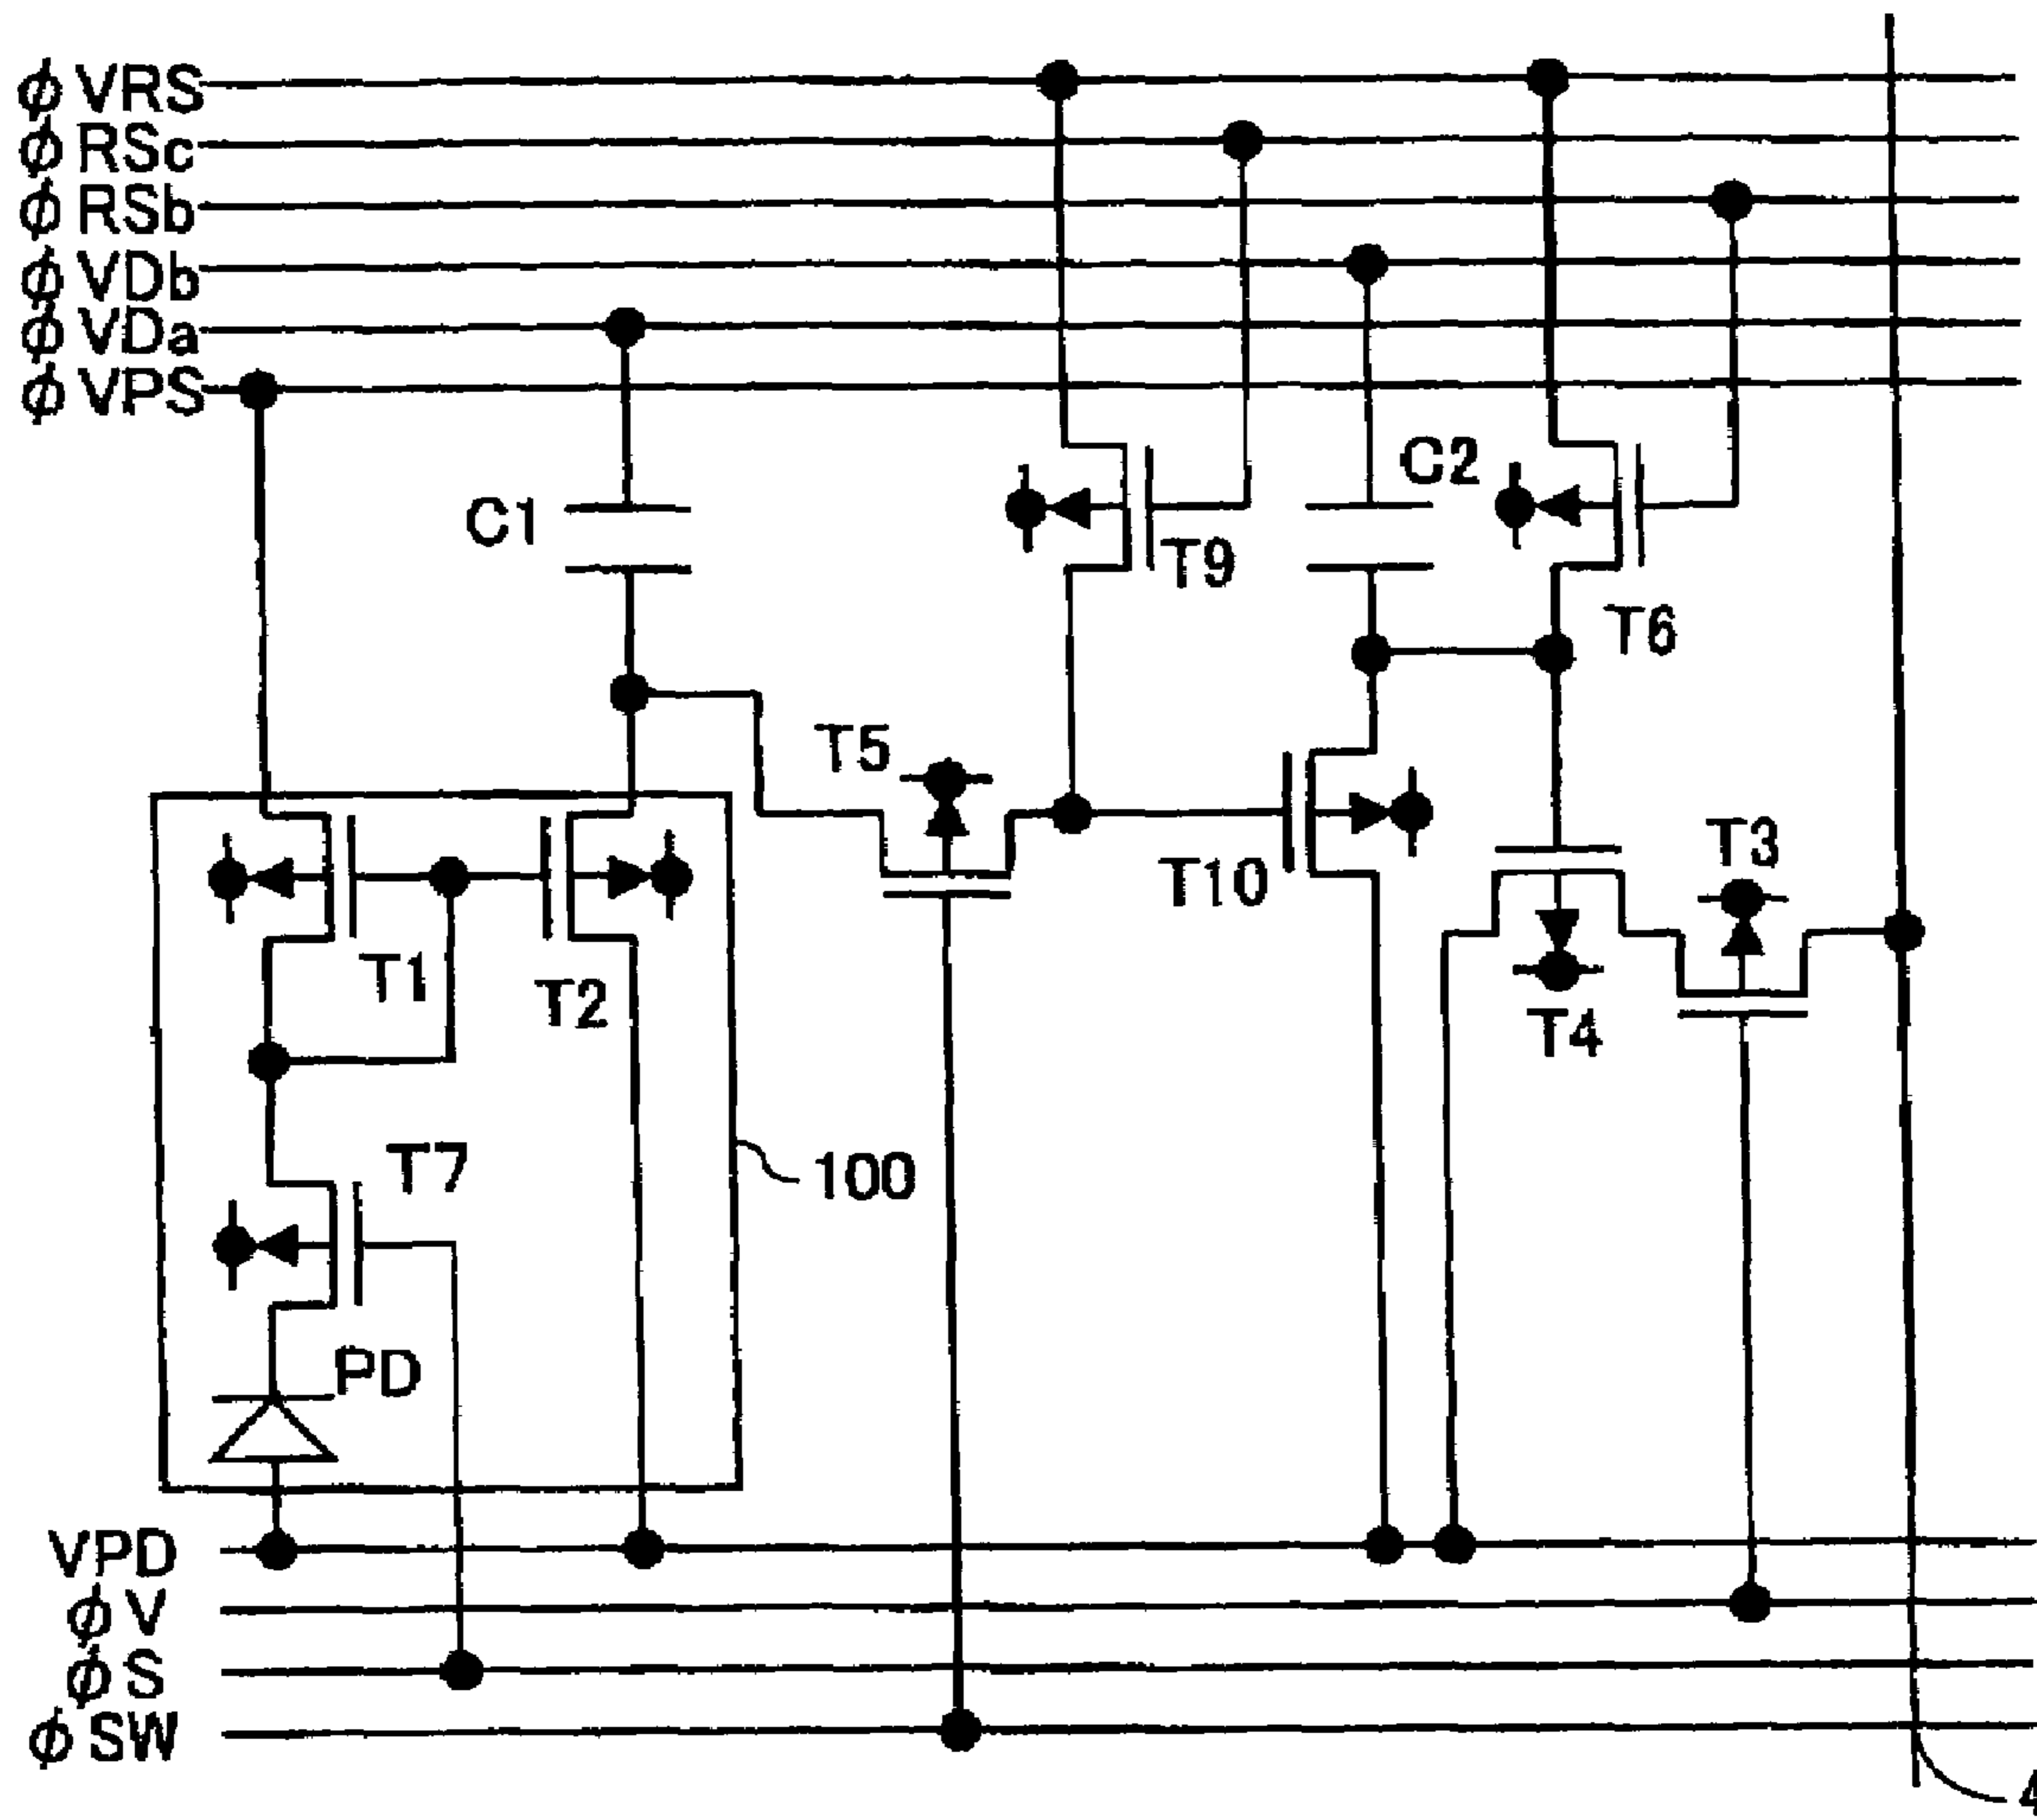 ϕVRS
ϕRSc
ϕRSb
ϕVDb
ϕVDa
ϕVPS
C1
C2
T9
T6
T5
T10
T3
T1
T2
T4
T7
100
PD
VPD
ϕV
ϕS
ϕSW